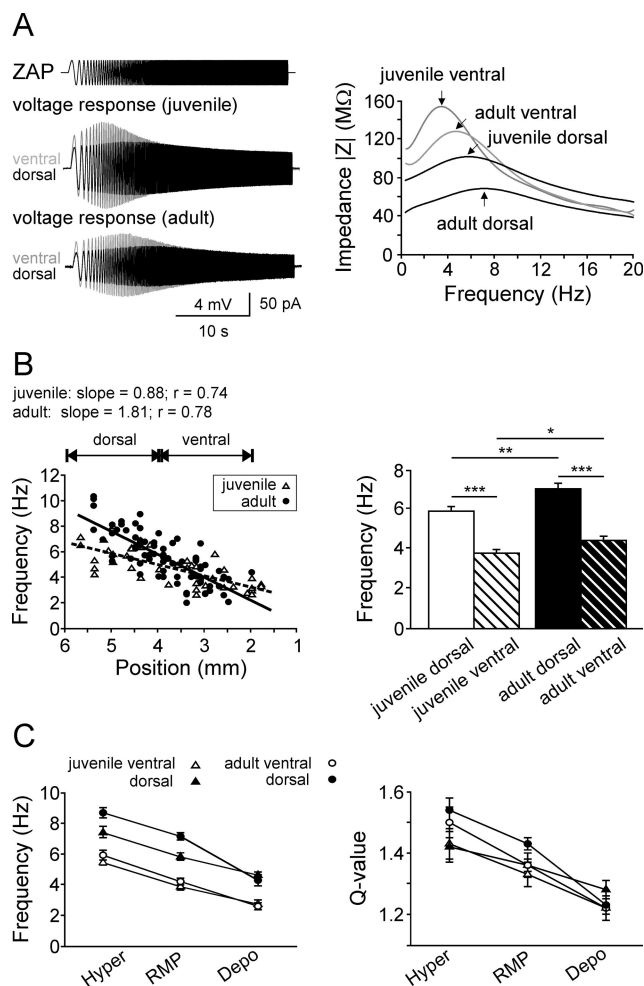 A
ZAP
voltage response (juvenile)
ventral
dorsal
voltage response (adult)
ventral
dorsal
4 mV
50 pA
10 s
juvenile ventral
adult ventral
juvenile dorsal
adult dorsal
Impedance |Z| (MΩ)
160
120
80
40
0
0 4 8 12 16 20
Frequency (Hz)
B
juvenile: slope = 0.88; r = 0.74
adult: slope = 1.81; r = 0.78
dorsal ventral
juvenile
adult
Frequency (Hz)
12
10
8
6
4
2
0
6 5 4 3 2 1
Position (mm)
*
**
*** ***
Frequency (Hz)
8
6
4
2
0
juvenile dorsal
juvenile ventral
adult dorsal
adult ventral
C
juvenile ventral adult ventral
dorsal dorsal
Frequency (Hz)
10
8
6
4
2
0
Hyper RMP Depo
Q-value
1.6
1.4
1.2
Hyper RMP Depo